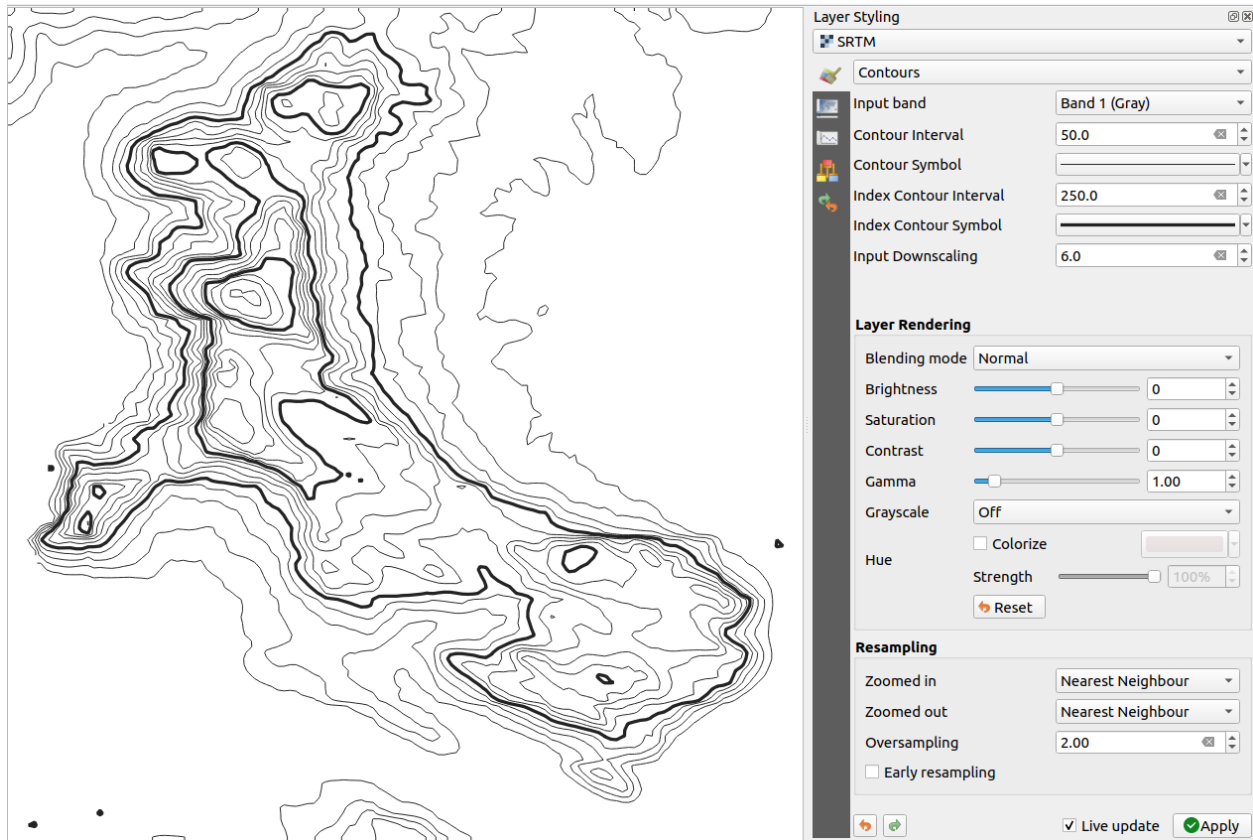 Layer Styling
SRTM
Contours
Input band Band 1 (Gray)
Contour Interval 50.0
Contour Symbol
Index Contour Interval 250.0
Index Contour Symbol
Input Downscaling 6.0
Layer Rendering
Blending mode Normal
Brightness 0
Saturation 0
Contrast 0
Gamma 1.00
Grayscale Off
Colorize
Hue
Strength 100%
Reset
Resampling
Zoomed in Nearest Neighbour
Zoomed out Nearest Neighbour
Oversampling 2.00
Early resampling
Live update Apply